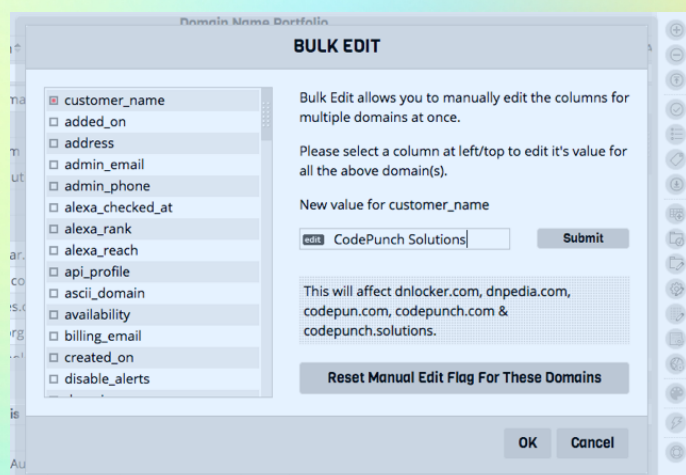 Domain Name Portfolio
BULK EDIT
customer_name
added_on
address
admin_email
admin_phone
alexa_checked_at
alexa_rank
alexa_reach
api_profile
ascii_domain
availability
billing_email
created_on
disable_alerts
Bulk Edit allows you to manually edit the columns for
multiple domains at once.
Please select a column at left/top to edit it's value for
all the above domain(s).
New value for customer_name
edit CodePunch Solutions
Submit
This will affect dnlocker.com, dnpedia.com,
codepun.com, codepunch.com &
codepunch.solutions.
Reset Manual Edit Flag For These Domains
OK
Cancel